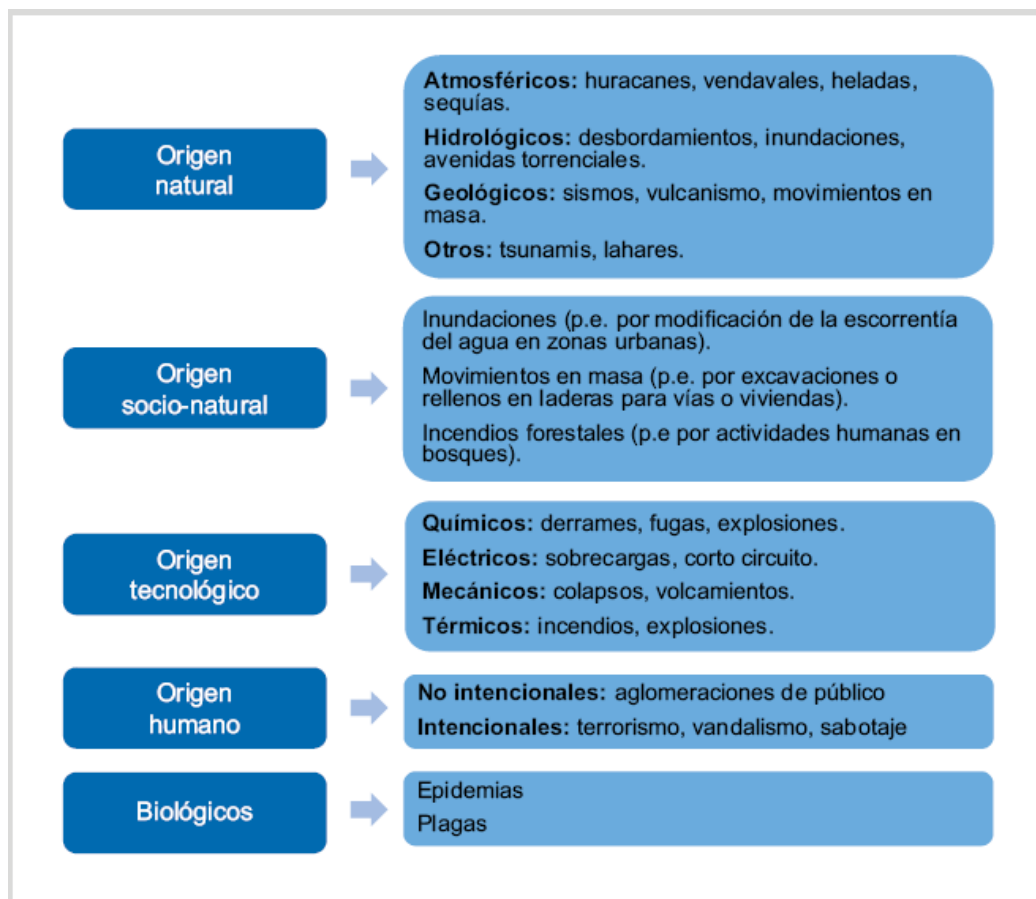 Origen
natural
Atmosféricos: huracanes, vendavales, heladas,
sequías.
Hidrológicos: desbordamientos, inundaciones,
avenidas torrenciales.
Geológicos: sismos, vulcanismo, movimientos en
masa.
Otros: tsunamis, lahares.
Origen
socio-natural
Inundaciones (p.e. por modificación de la escorrentía
del agua en zonas urbanas).
Movimientos en masa (p.e. por excavaciones o
rellenos en laderas para vías o viviendas).
Incendios forestales (p.e por actividades humanas en
bosques).
Origen
tecnológico
Químicos: derrames, fugas, explosiones.
Eléctricos: sobrecargas, corto circuito.
Mecánicos: colapsos, volcamientos.
Térmicos: incendios, explosiones.
Origen
humano
No intencionales: aglomeraciones de público
Intencionales: terrorismo, vandalismo, sabotaje
Biológicos
Epidemias
Plagas